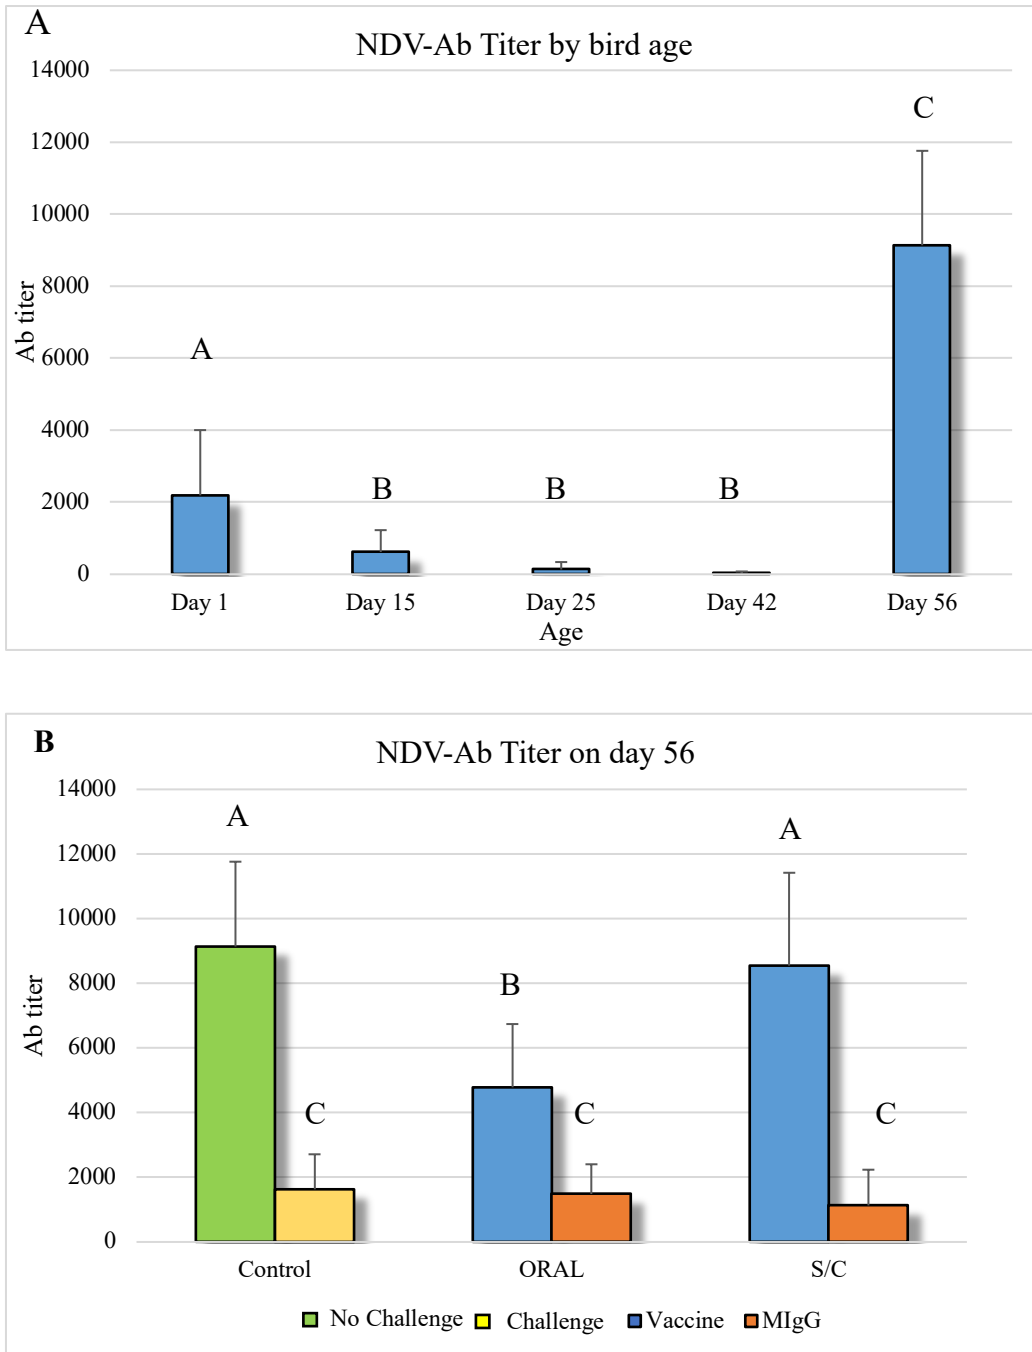 A
NDV-Ab Titer by bird age
14000
12000
10000
8000
6000
4000
2000
0
Ab titer
A
B
B
B
C
Day 1 Day 15 Day 25 Day 42 Day 56
Age
B
NDV-Ab Titer on day 56
14000
12000
10000
8000
6000
4000
2000
0
Ab titer
A
C
B
C
A
C
Control ORAL S/C
No Challenge Challenge Vaccine MIgG